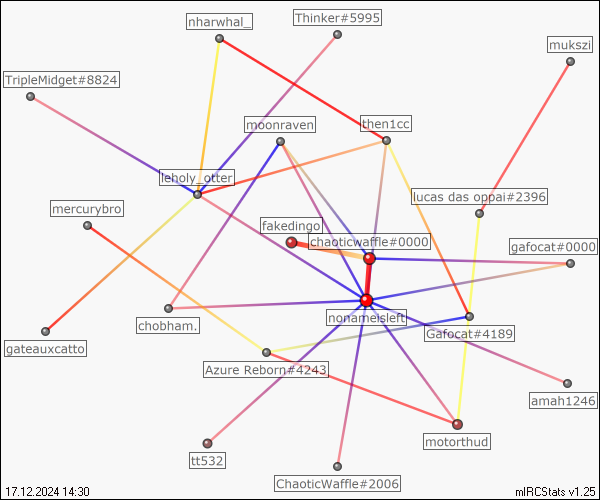 Thinker#5995
nharwhal_
mukszi
TripleMidget#8824
moonraven
then1cc
leholy_otter
lucas das oppai#2396
mercurybro
fakedingo
chaoticwaffle#0000
gafocat#0000
nonameisleft
chobham.
Gafocat#4189
gateauxcatto
Azure Reborn#4243
amah1246
motorthud
tt532
ChaoticWaffle#2006
17.12.2024 14:30
mIRCStats v1.25